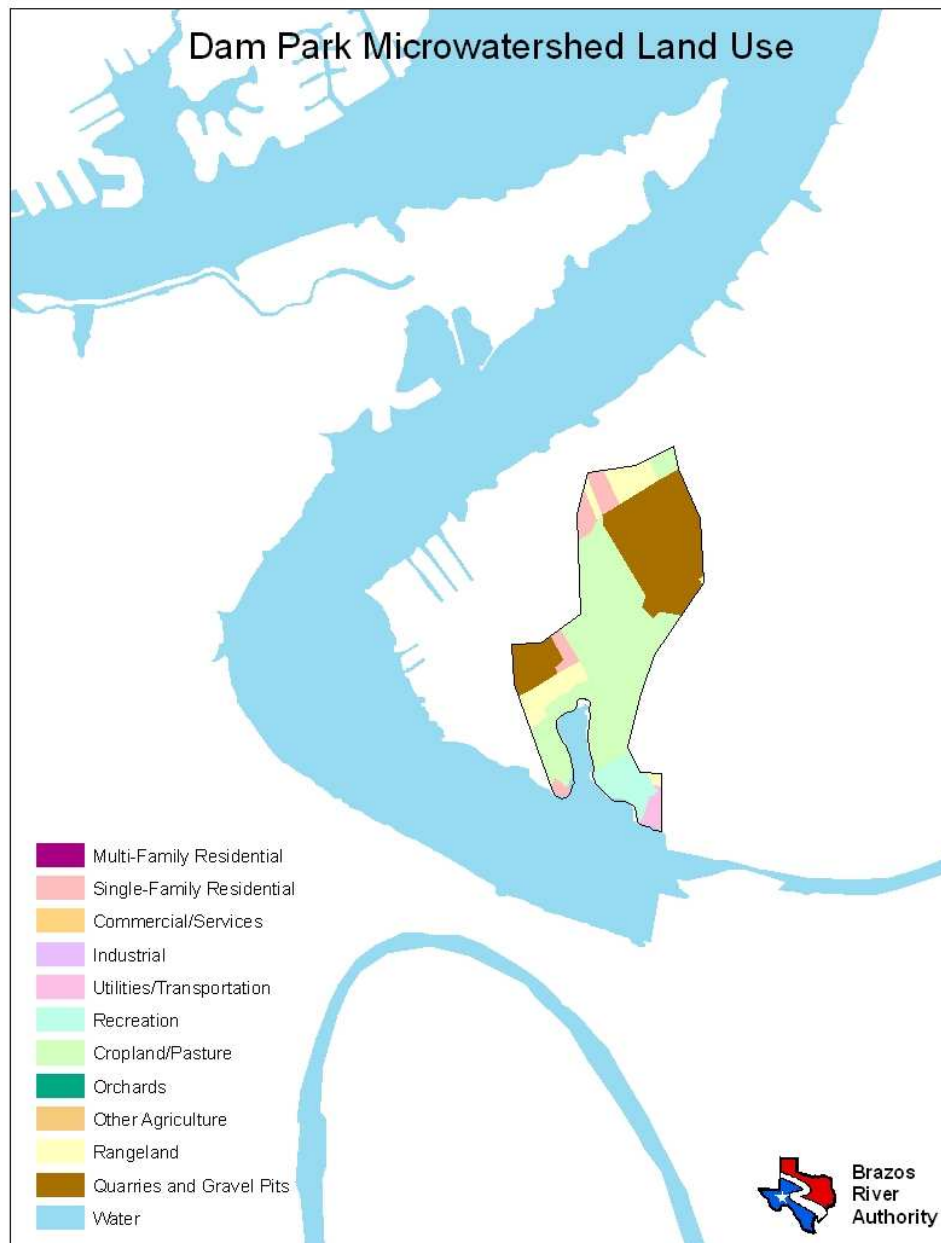 Dam Park Microwatershed Land Use
Multi-Family Residential
Single-Family Residential
Commercial/Services
Industrial
Utilities/Transportation
Recreation
Cropland/Pasture
Orchards
Other Agriculture
Rangeland
Quarries and Gravel Pits
Water
Brazos
River
Authority